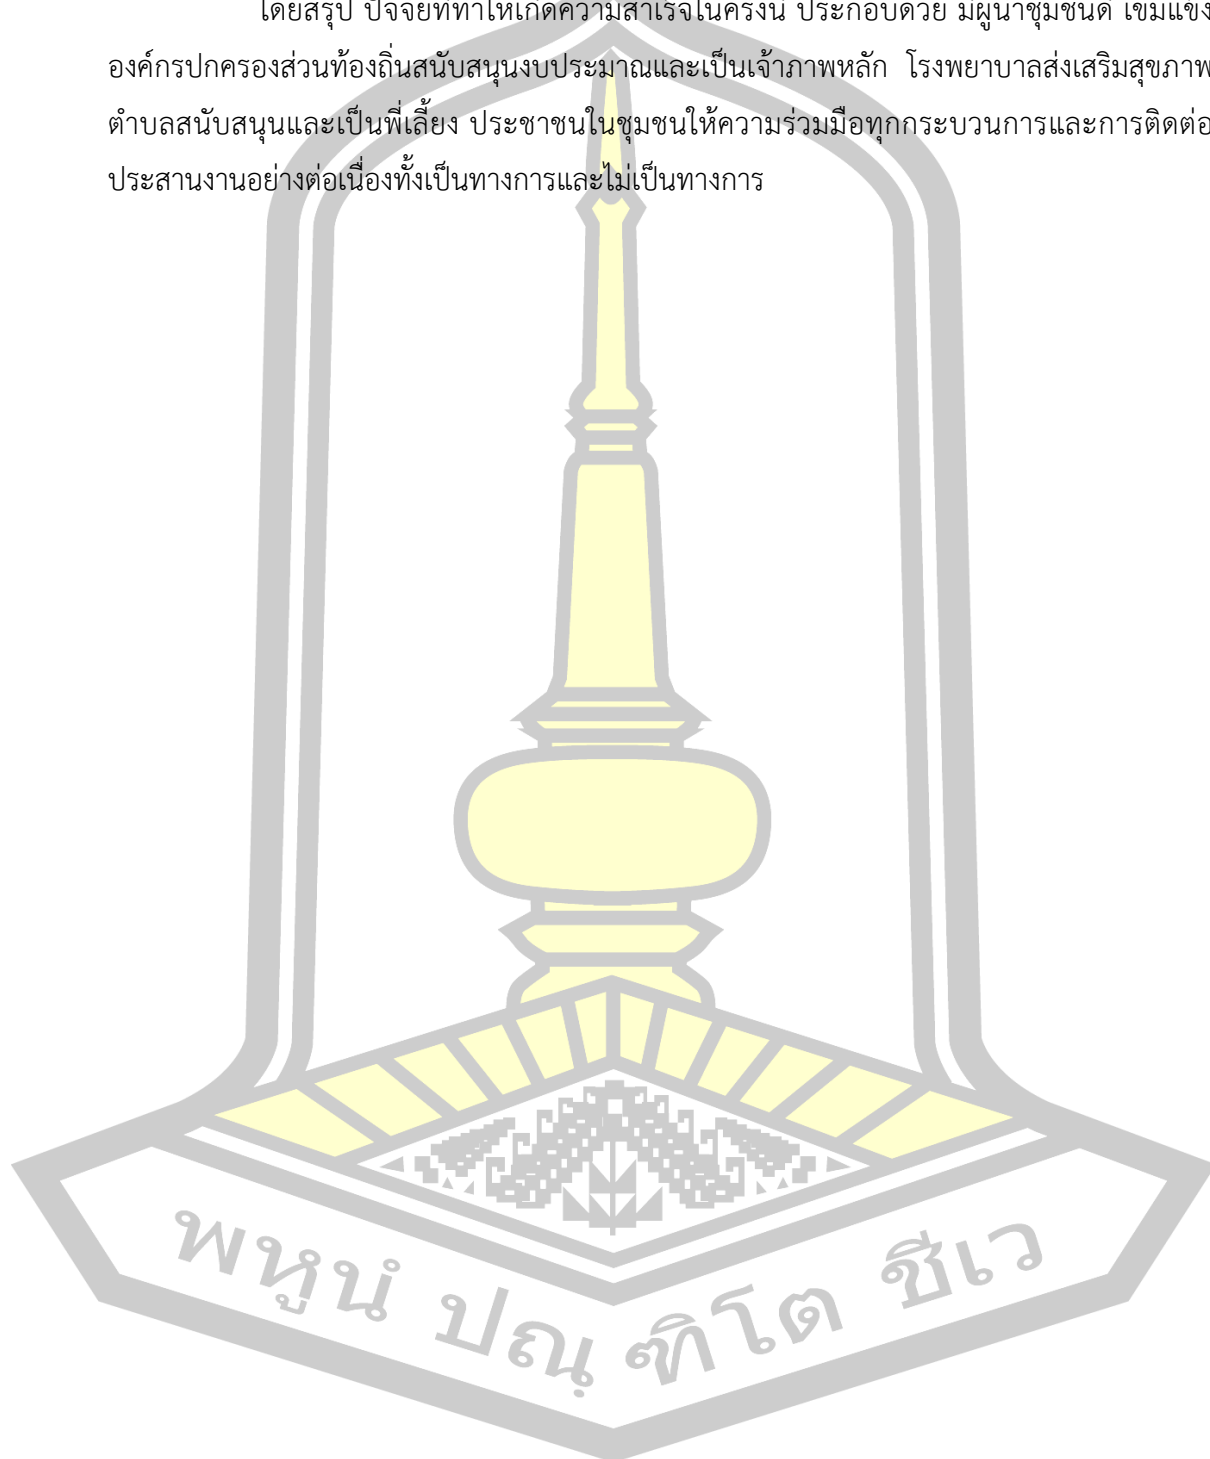 โดยสรุป ปัจจัยที่ทำให้เกิดความสำเร็จในครั้งนี้ ประกอบด้วย มีผู้นำชุมชนดี เข้มแข็ง
องค์กรปกครองส่วนท้องถิ่นสนับสนุนงบประมาณและเป็นเจ้าภาพหลัก โรงพยาบาลส่งเสริมสุขภาพ
ตำบลสนับสนุนและเป็นพี่เลี้ยง ประชาชนในชุมชนให้ความร่วมมือทุกกระบวนการและการติดต่อ
ประสานงานอย่างต่อเนื่องทั้งเป็นทางการและไม่เป็นทางการ
พหูนํ ปณฺฑิโต ชีเว